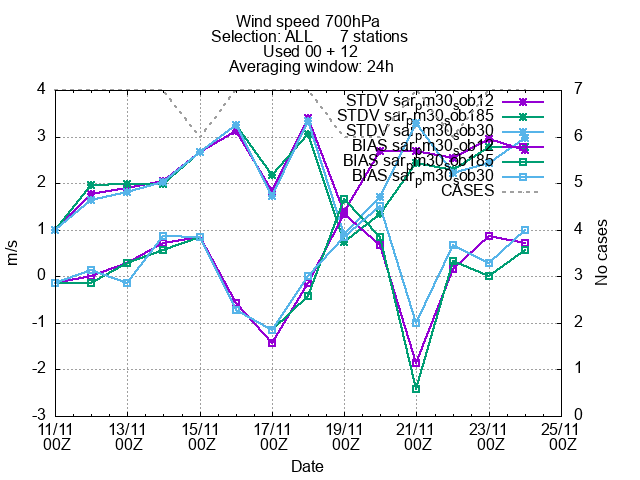 Wind speed 700hPa
Selection: ALL 7 stations
Used 00 + 12
Averaging window: 24h
STDV sar_pm30_sob12
STDV sar_pm30_sob185
STDV sar_pm30_sob30
BIAS sar_pm30_sob12
BIAS sar_pm30_sob185
BIAS sar_pm30_sob30
CASES
4
3
2
1
0
-1
-2
-3
m/s
7
6
5
4
3
2
1
0
No cases
11/11 13/11 15/11 17/11 19/11 21/11 23/11 25/11
00Z 00Z 00Z 00Z 00Z 00Z 00Z 00Z
Date